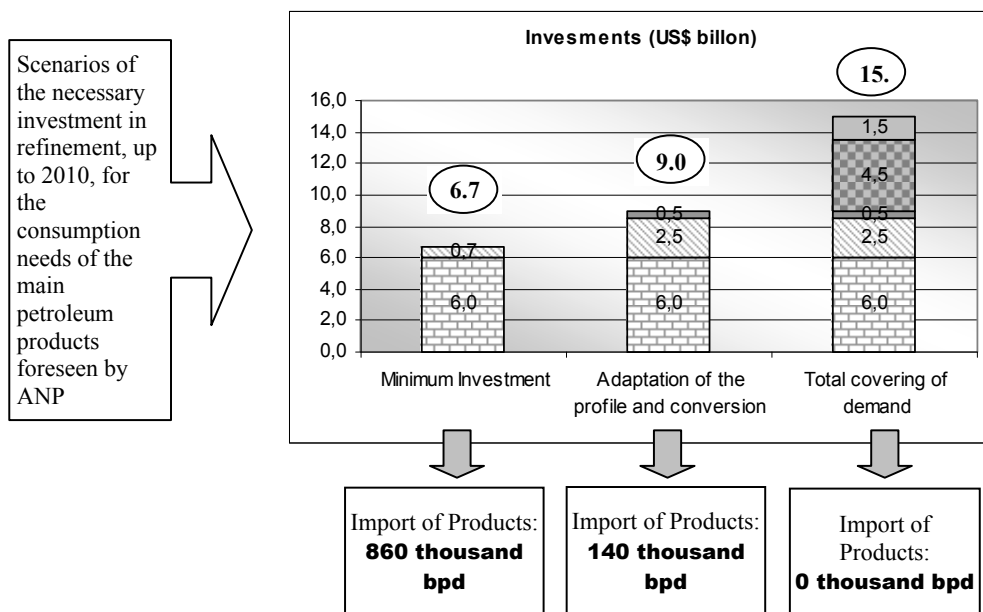 Scenarios of
the necessary
investment in
refinement, up
to 2010, for
the
consumption
needs of the
main
petroleum
products
foreseen by
ANP
Invesments (US$ billon)
6.7
9.0
15.
16,0
14,0
12,0
10,0
8,0
6,0
4,0
2,0
0,0
0,7
6,0
0,5
2,5
6,0
1,5
4,5
0,5
2,5
6,0
Minimum Investment
Adaptation of the
profile and conversion
Total covering of
demand
Import of Products:
860 thousand
bpd
Import of Products:
140 thousand
bpd
Import of
Products:
0 thousand bpd